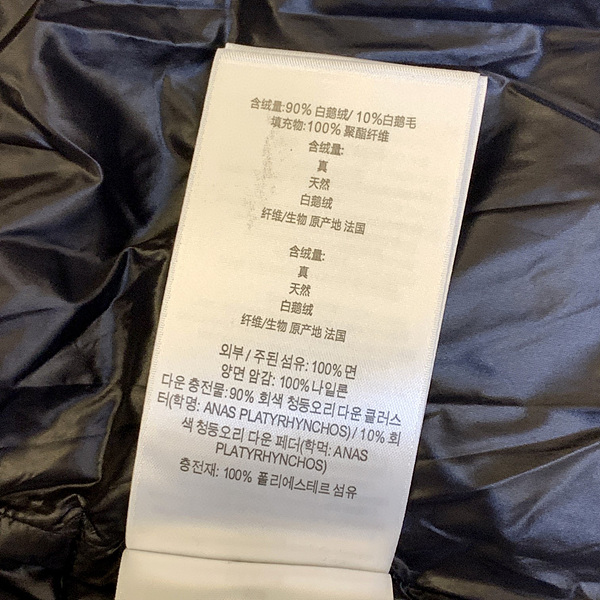 含绒量:90% 白鹅绒/ 10%白鹅毛
填充物:100% 聚酯纤维
含绒量:
真
天然
白鹅绒
纤维/生物 原产地 法国
含绒量:
真
天然
白鹅绒
纤维/生物 原产地 法国
외부 / 주된 섬유: 100% 면
양면 암감: 100% 나일론
다운 충전물: 90% 회색 청둥오리 다운 클러스
터(학명: ANAS PLATYRHYNCHOS) / 10% 회
색 청둥오리 다운 페더(학먹: ANAS
PLATYRHYNCHOS)
충전재: 100% 폴리에스테르 섬유